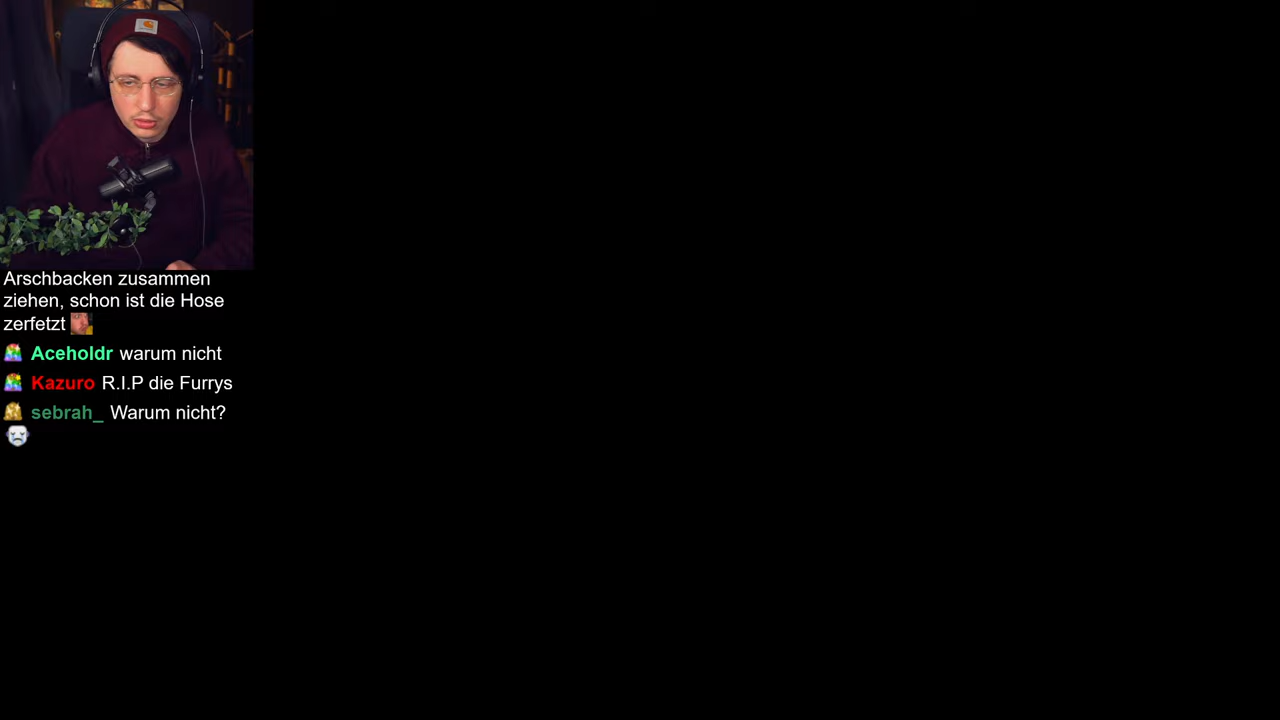 Arschbacken zusammen
ziehen, schon ist die Hose
zerfetzt
Aceholdr warum nicht
Kazuro R.I.P die Furrys
sebrah_ Warum nicht?